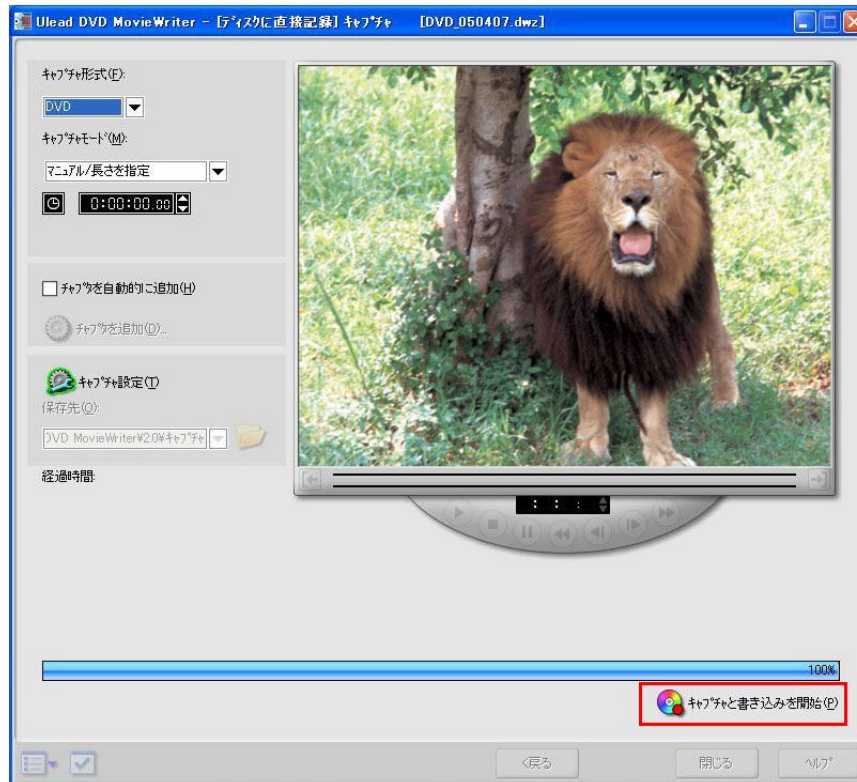 Ulead DVD MovieWriter - [ディスクに直接記録] キャプチャ [DVD_050407.dwz]
キャプチャ形式(F):
DVD
キャプチャモード(M):
マニュアル/長さを指定
0:00:00.00
チャプタを自動的に追加(H)
チャプタを追加(D)...
キャプチャ設定(T)
保存先(O):
DVD MovieWriter¥2.0¥キャプチャ
経過時間:
: : :
100%
キャプチャと書き込みを開始(P)
<戻る
閉じる
ヘルプ